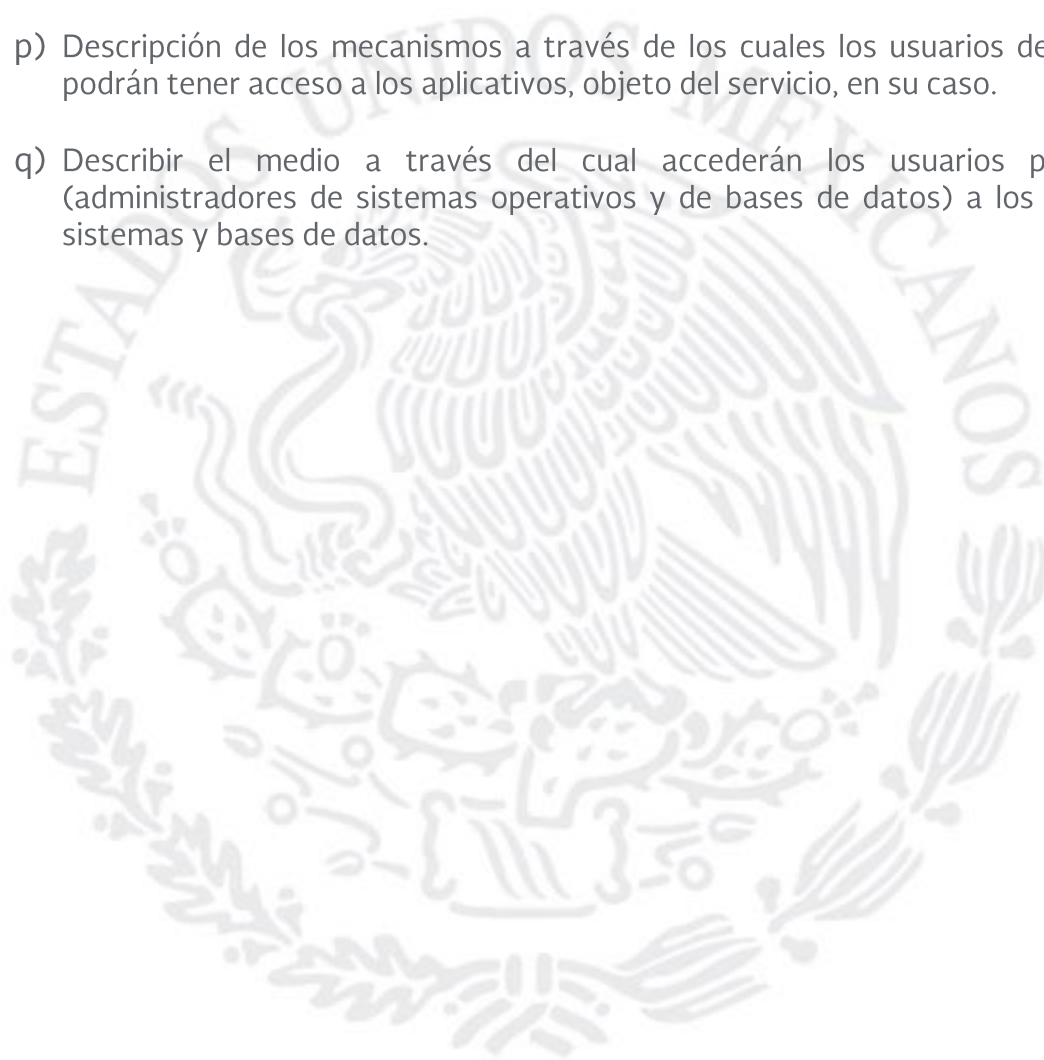 p) Descripción de los mecanismos a través de los cuales los usuarios de
podrán tener acceso a los aplicativos, objeto del servicio, en su caso.
q) Describir el medio a través del cual accederán los usuarios p
(administradores de sistemas operativos y de bases de datos) a los
sistemas y bases de datos.
ESTADOS UNIDOS MEXICANOS